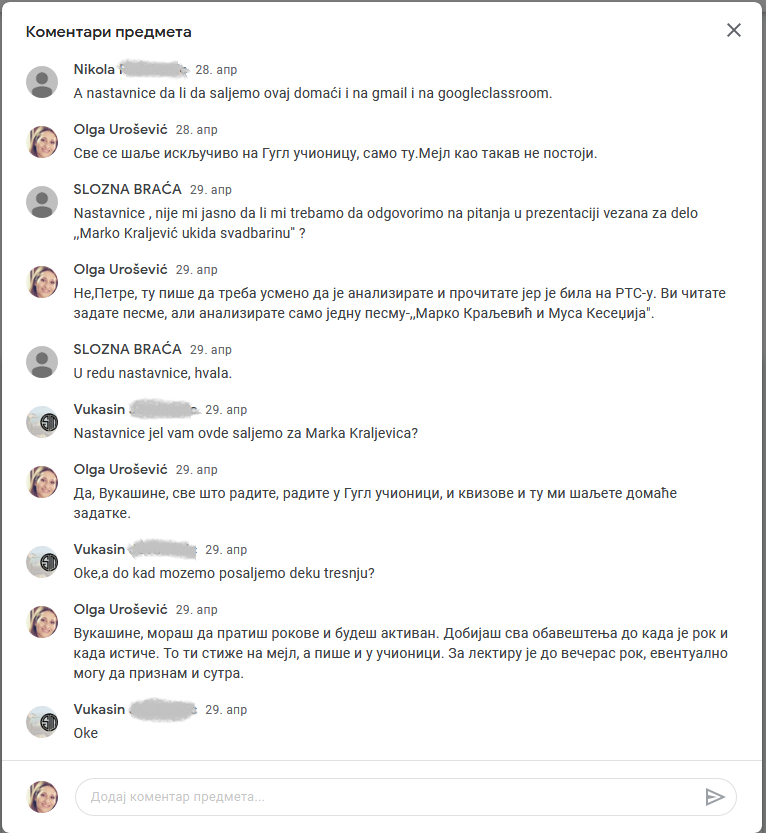 Коментари предмета
Nikola 28. апр
A nastavnice da li da saljemo ovaj domaći i na gmail i na googleclassroom.
Olga Urošević 28. апр
Све се шаље искључиво на Гугл учионицу, само ту.Мејл као такав не постоји.
SLOZNA BRAĆA 29. апр
Nastavnice , nije mi jasno da li mi trebamo da odgovorimo na pitanja u prezentaciji vezana za delo
,,Marko Kraljević ukida svadbarinu" ?
Olga Urošević 29. апр
Не,Петре, ту пише да треба усмено да је анализирате и прочитате јер је била на РТС-у. Ви читате
задате песме, али анализирате само једну песму-,,Марко Краљевић и Муса Кесеџија".
SLOZNA BRAĆA 29. апр
U redu nastavnice, hvala.
Vukasin 29. апр
Nastavnice jel vam ovde saljemo za Marka Kraljevica?
Olga Urošević 29. апр
Да, Вукашине, све што радите, радите у Гугл учионици, и квизове и ту ми шаљете домаће
задатке.
Vukasin 29. апр
Oke,a do kad mozemo posaljemo deku tresnju?
Olga Urošević 29. апр
Вукашине, мораш да пратиш рокове и будеш активан. Добијаш сва обавештења до када је рок и
када истиче. То ти стиже на мејл, а пише и у учионици. За лектиру је до вечерас рок, евентуално
могу да признам и сутра.
Vukasin 29. апр
Oke
Додај коментар предмета...